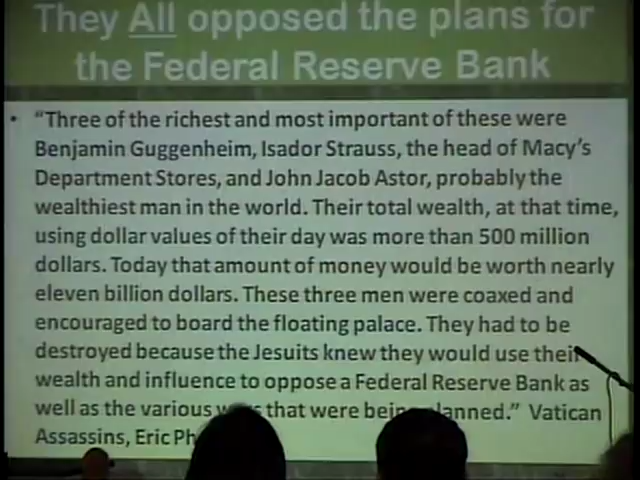 They All opposed the plans for
the Federal Reserve Bank
• “Three of the richest and most important of these were
Benjamin Guggenheim, Isador Strauss, the head of Macy’s
Department Stores, and John Jacob Astor, probably the
wealthiest man in the world. Their total wealth, at that time,
using dollar values of their day was more than 500 million
dollars. Today that amount of money would be worth nearly
eleven billion dollars. These three men were coaxed and
encouraged to board the floating palace. They had to be
destroyed because the Jesuits knew they would use their
wealth and influence to oppose a Federal Reserve Bank as
well as the various that were being planned.” Vatican
Assassins, Eric Ph